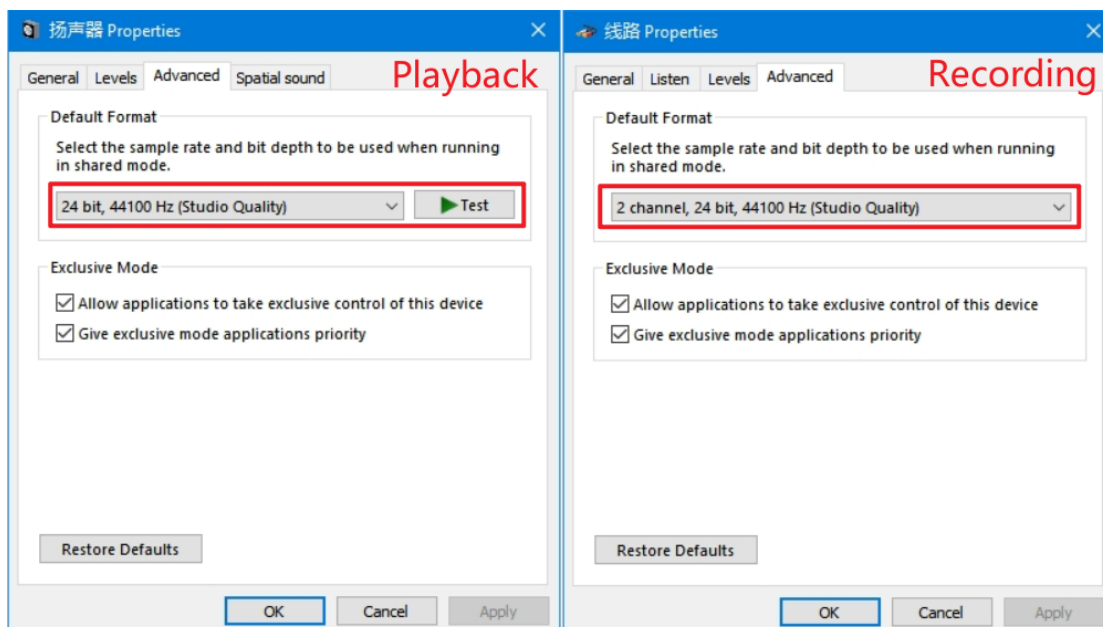 扬声器 Properties
General Levels Advanced Spatial sound
Playback
Default Format
Select the sample rate and bit depth to be used when running
in shared mode.
24 bit, 44100 Hz (Studio Quality)
Test
Exclusive Mode
Allow applications to take exclusive control of this device
Give exclusive mode applications priority
Restore Defaults
OK Cancel Apply
线路 Properties
General Listen Levels Advanced
Recording
Default Format
Select the sample rate and bit depth to be used when running
in shared mode.
2 channel, 24 bit, 44100 Hz (Studio Quality)
Exclusive Mode
Allow applications to take exclusive control of this device
Give exclusive mode applications priority
Restore Defaults
OK Cancel Apply